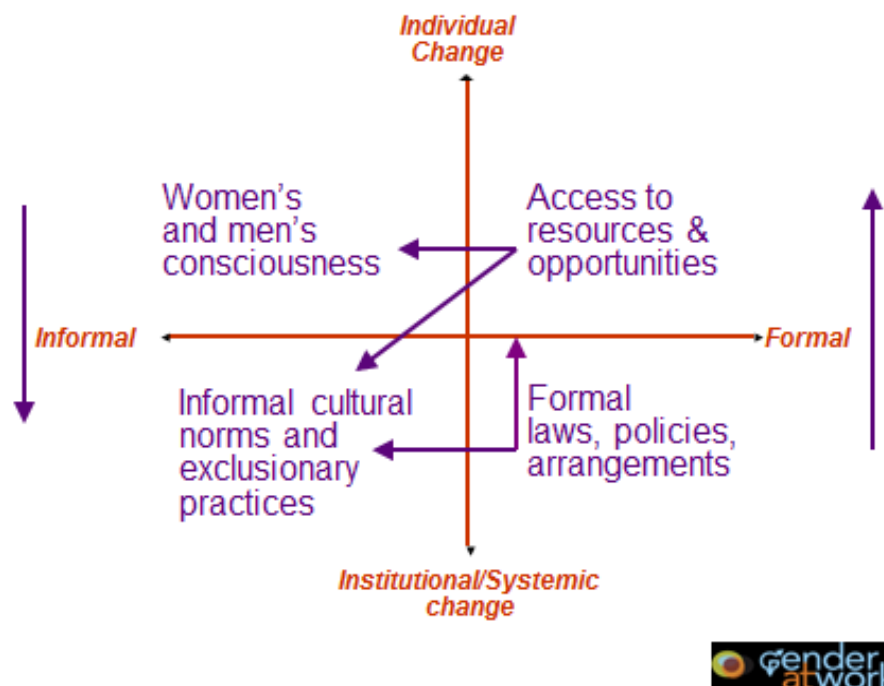 Individual
Change
Women's
and men's
consciousness
Access to
resources &
opportunities
Informal
Formal
Informal cultural
norms and
exclusionary
practices
Formal
laws, policies,
arrangements
Institutional/Systemic
change
gender
at work